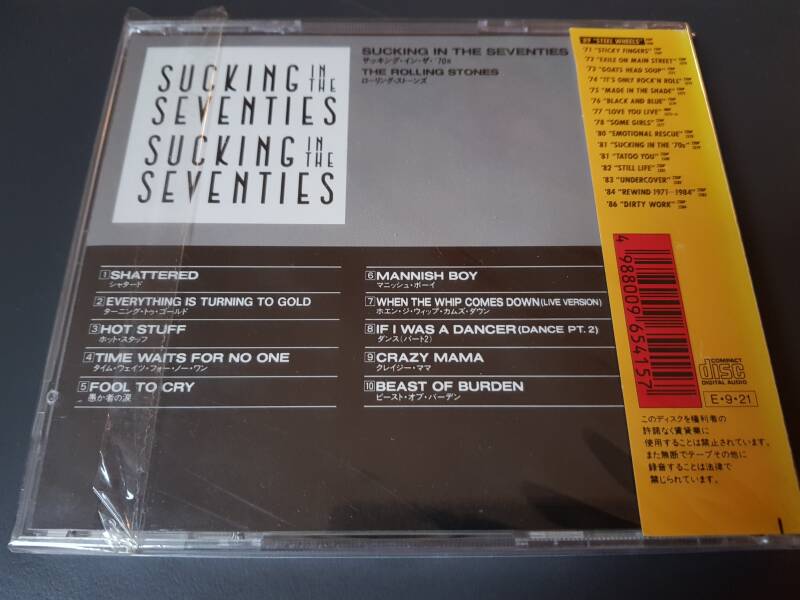 SUCKING IN THE
SEVENTIES
SUCKING IN THE
SEVENTIES
SUCKING IN THE SEVENTIES
サッキング・イン・ザ・'70s
THE ROLLING STONES
ローリング・ストーンズ
1 SHATTERED
シャタード
2 EVERYTHING IS TURNING TO GOLD
ターニング・トゥ・ゴールド
3 HOT STUFF
ホット・スタッフ
4 TIME WAITS FOR NO ONE
タイム・ウェイツ・フォー・ノー・ワン
5 FOOL TO CRY
愚か者の涙
6 MANNISH BOY
マニッシュ・ボーイ
7 WHEN THE WHIP COMES DOWN (LIVE VERSION)
ホエン・ジ・ウィップ・カムズ・ダウン
8 IF I WAS A DANCER (DANCE PT. 2)
ダンス(パート2)
9 CRAZY MAMA
クレイジー・ママ
10 BEAST OF BURDEN
ビースト・オブ・バーデン
'89 "STEEL WHEELS"
'71 "STICKY FINGERS"
'72 "EXILE ON MAIN STREET"
'73 "GOATS HEAD SOUP"
'74 "IT'S ONLY ROCK'N ROLL"
'75 "MADE IN THE SHADE"
'76 "BLACK AND BLUE"
'77 "LOVE YOU LIVE"
'78 "SOME GIRLS"
'80 "EMOTIONAL RESCUE"
'81 "SUCKING IN THE '70s"
'81 "TATOO YOU"
'82 "STILL LIFE"
'83 "UNDERCOVER"
'84 "REWIND 1971-1984"
'86 "DIRTY WORK"
4 988009 654157
COMPACT
disc
DIGITAL AUDIO
E・9・21
このディスクを権利者の
許諾なく賃貸業に
使用することは禁止されています。
また無断でテープその他に
録音することは法律で
禁じられています。